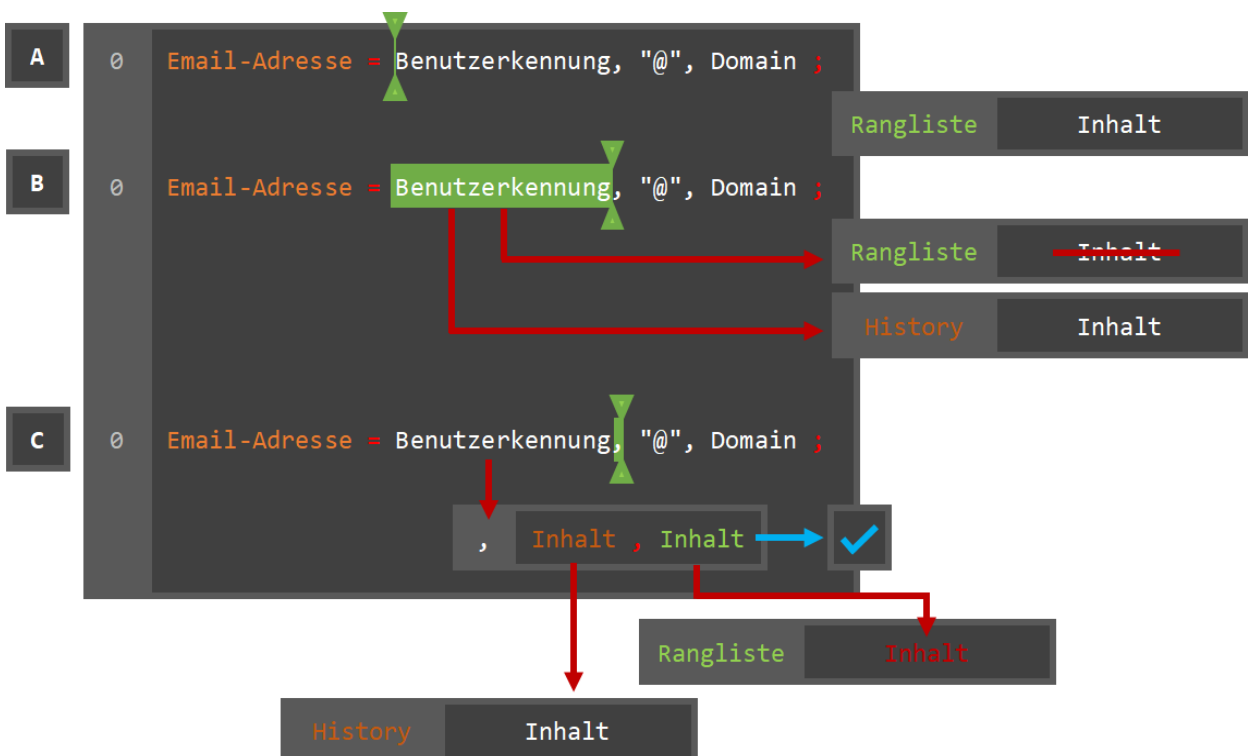 A
0 Email-Adresse = Benutzerkennung, "@", Domain ;
Rangliste Inhalt
B
0 Email-Adresse = Benutzerkennung, "@", Domain ;
Rangliste Inhalt
History Inhalt
C
0 Email-Adresse = Benutzerkennung, "@", Domain ;
, Inhalt , Inhalt
Rangliste Inhalt
History Inhalt